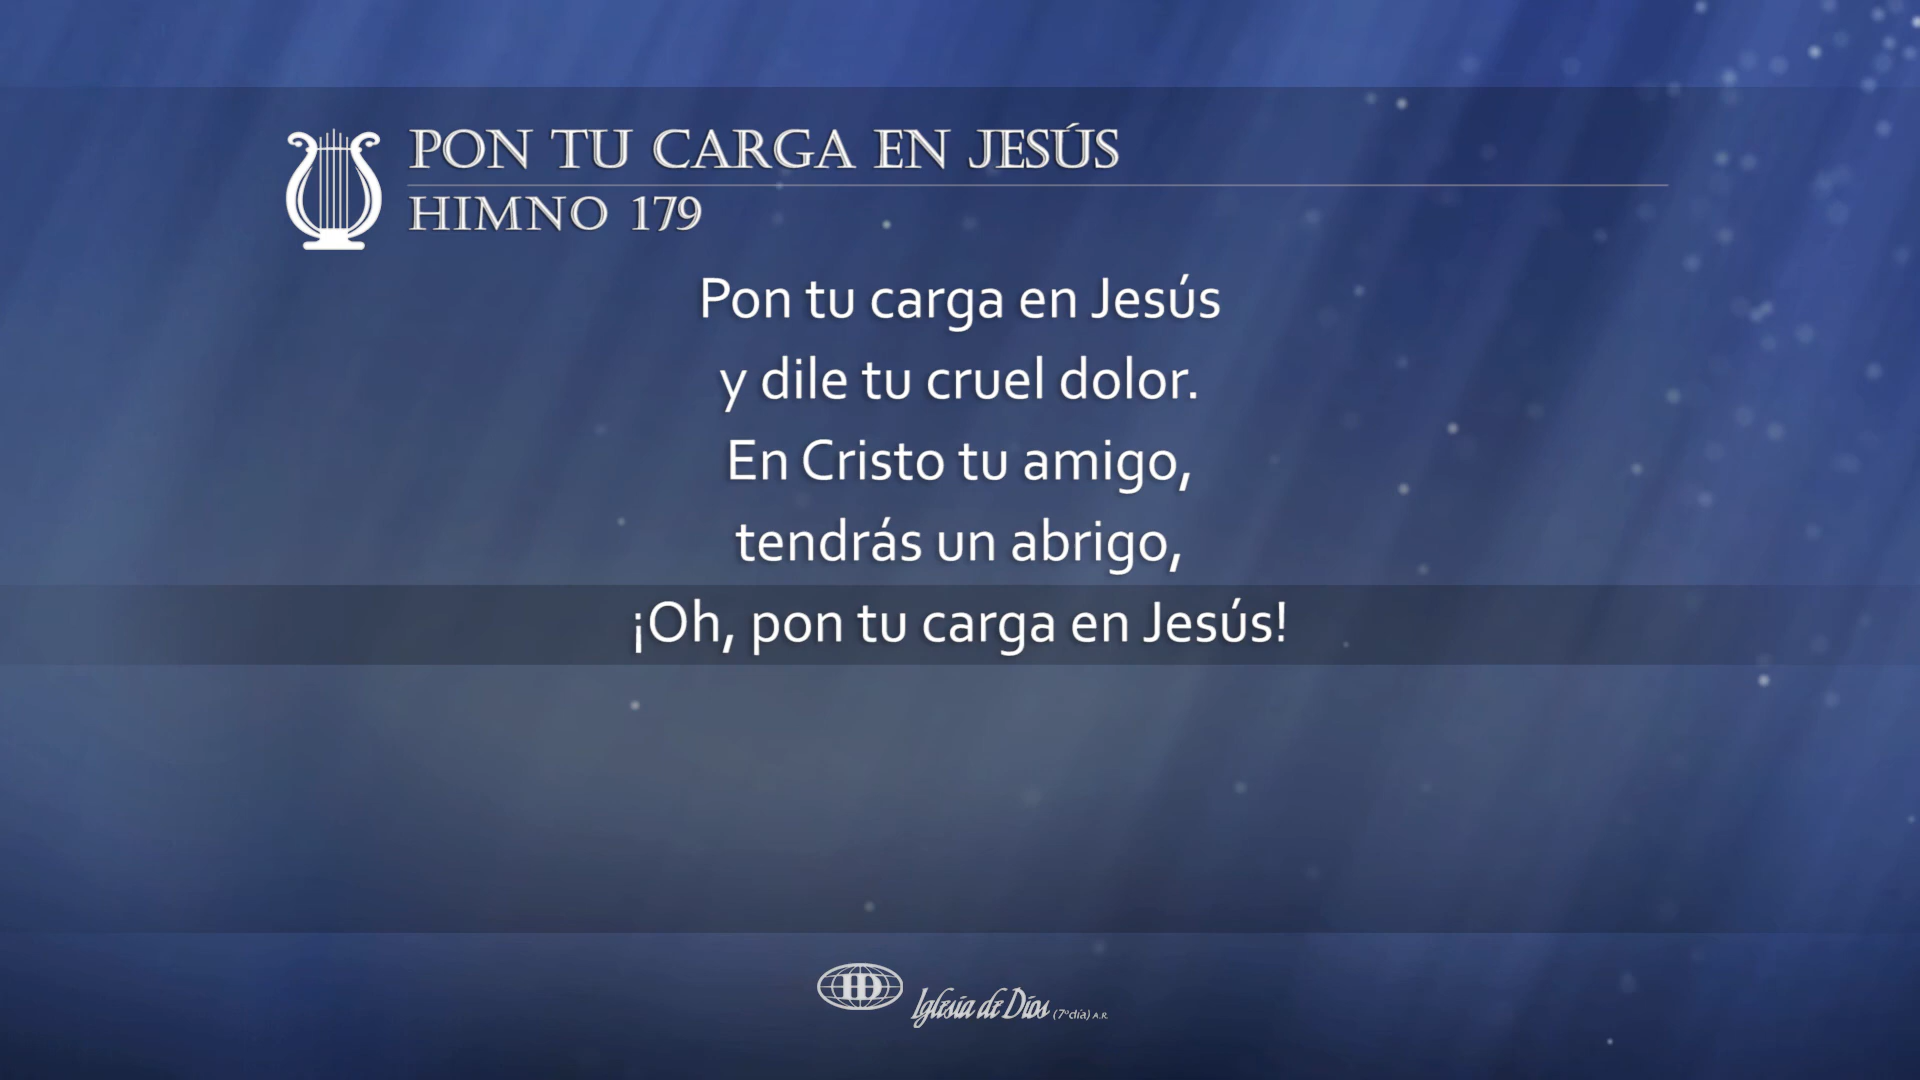 PON TU CARGA EN JESÚS
HIMNO 179
Pon tu carga en Jesús
y dile tu cruel dolor.
En Cristo tu amigo,
tendrás un abrigo,
¡Oh, pon tu carga en Jesús!
ID Iglesia de Dios (7º día) A.R.